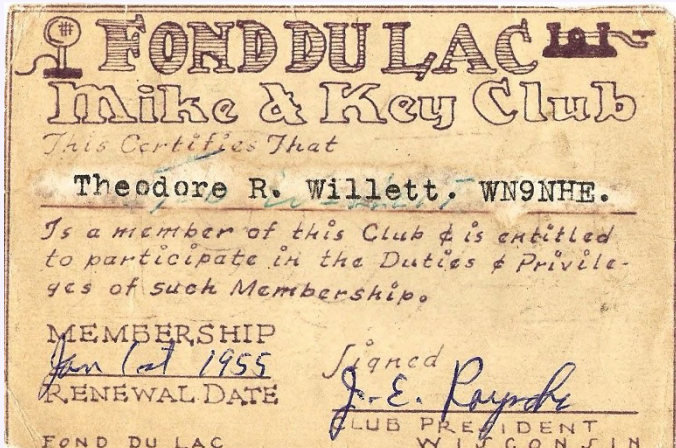 FOND DU LAC
Mike & Key Club
This Certifies That
Theodore R. Willett. WN9NHE.
Is a member of this Club & is entitled
to participate in the Duties & Privile-
ges of such Membership.
MEMBERSHIP
Jan 1st 1955
RENEWAL DATE
Signed
J. E.
CLUB PRESIDENT
FOND DU LAC WISCONSIN